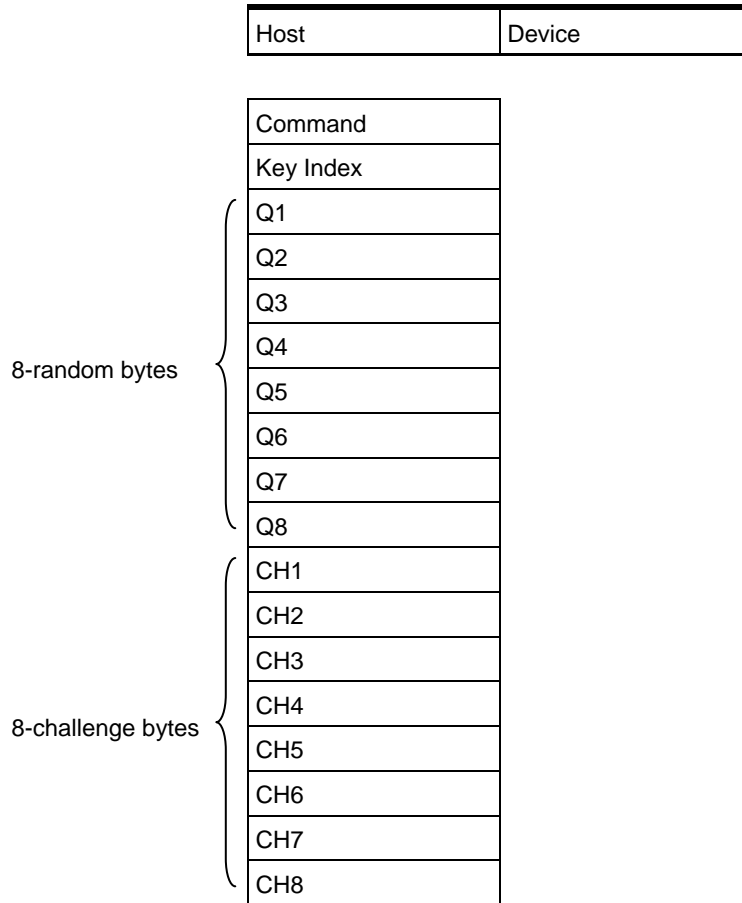 Host Device
Command
Key Index
Q1
Q2
Q3
Q4
8-random bytes
Q5
Q6
Q7
Q8
CH1
CH2
CH3
CH4
8-challenge bytes
CH5
CH6
CH7
CH8